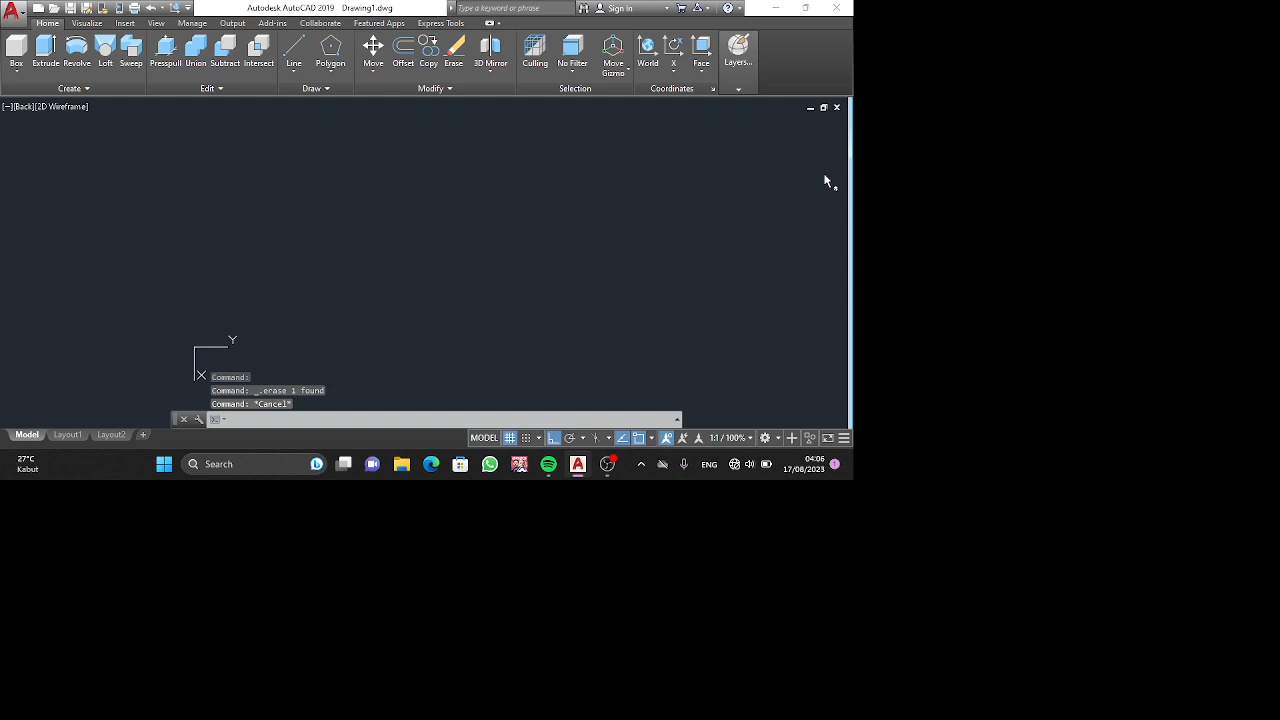 Autodesk AutoCAD 2019 Drawing1.dwg
Type a keyword or phrase
Sign In
Home Visualize Insert View Manage Output Add-ins Collaborate Featured Apps Express Tools
Box Extrude Revolve Loft Sweep Presspull Union Subtract Intersect Line Polygon Move Offset Copy Erase 3D Mirror Culling No Filter Move Gizmo World X Face Layers...
Create Edit Draw Modify Selection Coordinates
[−][Back][2D Wireframe]
Y
X
Command:
Command: _.erase 1 found
Command: *Cancel*
Model Layout1 Layout2 +
MODEL 1:1 / 100%
27°C
Kabut
Search
ENG
04:06
17/08/2023
1